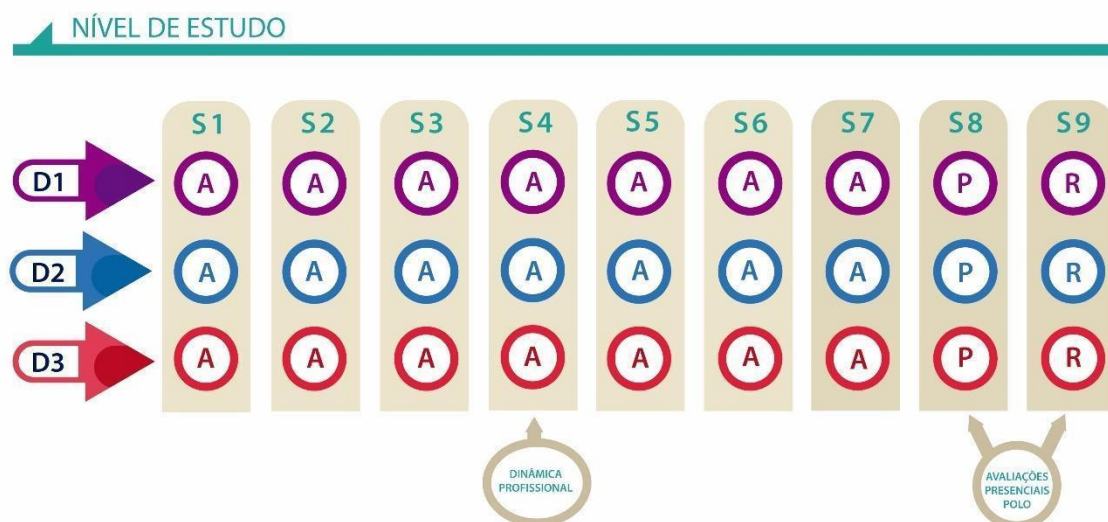 NÍVEL DE ESTUDO
S1 S2 S3 S4 S5 S6 S7 S8 S9
D1 A A A A A A A P R
D2 A A A A A A A P R
D3 A A A A A A A P R
DINÂMICA
PROFISSIONAL
AVALIAÇÕES
PRESENCIAIS
POLO